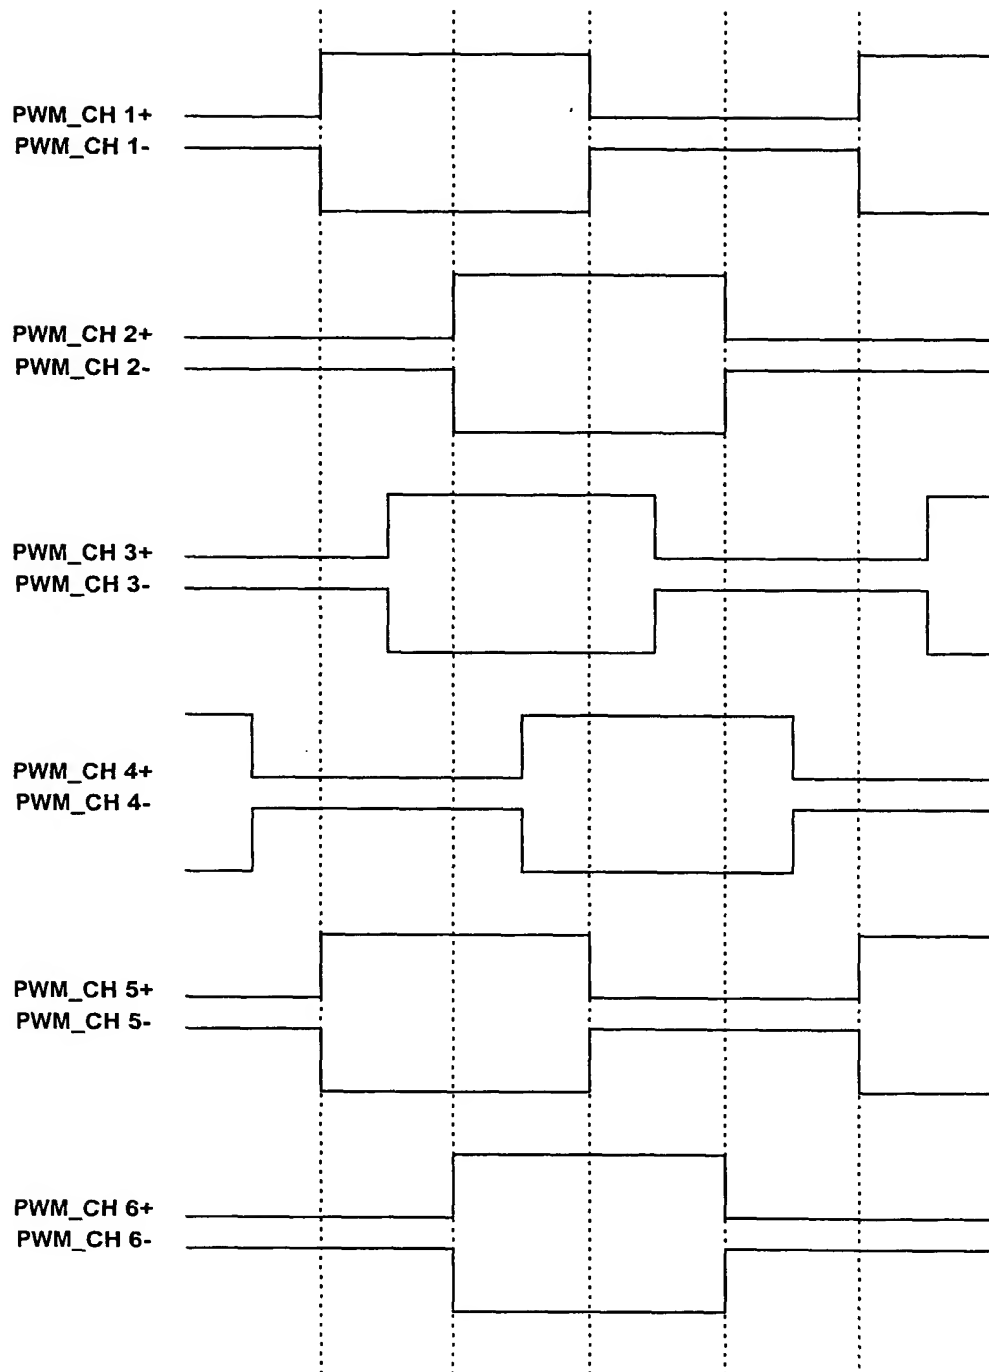 PWM_CH 1+
PWM_CH 1-
PWM_CH 2+
PWM_CH 2-
PWM_CH 3+
PWM_CH 3-
PWM_CH 4+
PWM_CH 4-
PWM_CH 5+
PWM_CH 5-
PWM_CH 6+
PWM_CH 6-